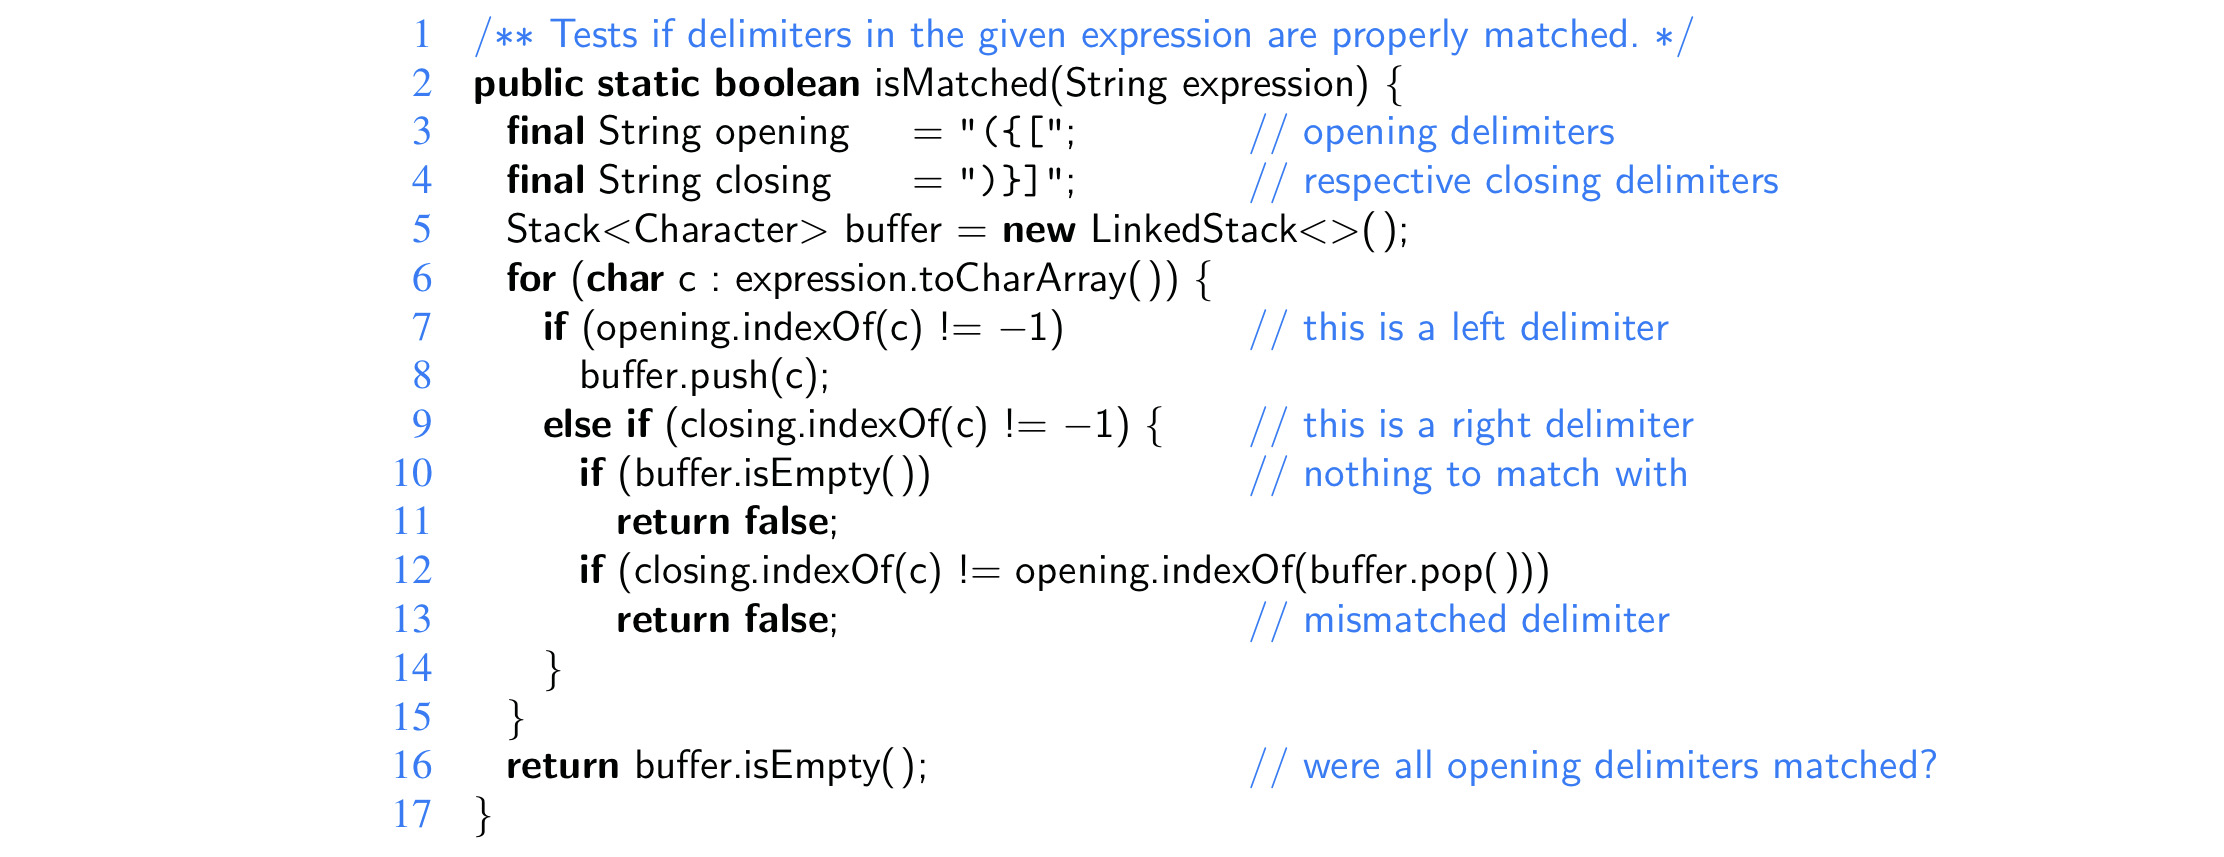 1 /** Tests if delimiters in the given expression are properly matched. */
2 public static boolean isMatched(String expression) {
3 final String opening = "({["; // opening delimiters
4 final String closing = ")}]"; // respective closing delimiters
5 Stack<Character> buffer = new LinkedStack<>();
6 for (char c : expression.toCharArray()) {
7 if (opening.indexOf(c) != −1) // this is a left delimiter
8 buffer.push(c);
9 else if (closing.indexOf(c) != −1) { // this is a right delimiter
10 if (buffer.isEmpty()) // nothing to match with
11 return false;
12 if (closing.indexOf(c) != opening.indexOf(buffer.pop()))
13 return false; // mismatched delimiter
14 }
15 }
16 return buffer.isEmpty(); // were all opening delimiters matched?
17 }